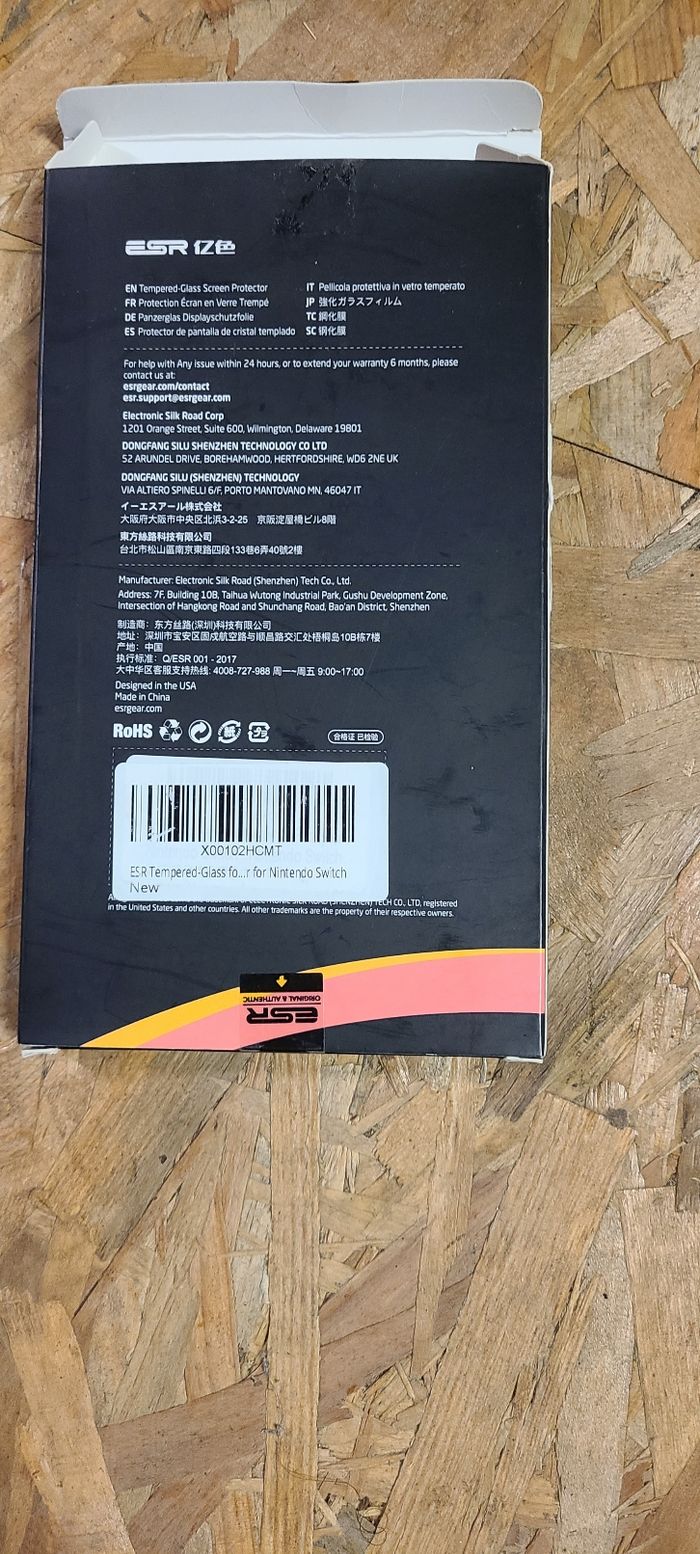 ESR 亿色
EN Tempered-Glass Screen Protector
FR Protection Écran en Verre Trempé
DE Panzerglas Displayschutzfolie
ES Protector de pantalla de cristal templado
IT Pellicola protettiva in vetro temperato
JP 強化ガラスフィルム
TC 鋼化膜
SC 钢化膜
For help with Any issue within 24 hours, or to extend your warranty 6 months, please
contact us at:
esrgear.com/contact
esr.support@esrgear.com
Electronic Silk Road Corp
1201 Orange Street, Suite 600, Wilmington, Delaware 19801
DONGFANG SILU SHENZHEN TECHNOLOGY CO LTD
52 ARUNDEL DRIVE, BOREHAMWOOD, HERTFORDSHIRE, WD6 2NE UK
DONGFANG SILU (SHENZHEN) TECHNOLOGY
VIA ALTIERO SPINELLI 6/F, PORTO MANTOVANO MN, 46047 IT
イーエスアール株式会社
大阪府大阪市中央区北浜3-2-25 京阪淀屋橋ビル8階
東方絲路科技有限公司
台北市松山區南京東路四段133巷6弄40號2樓
Manufacturer: Electronic Silk Road (Shenzhen) Tech Co., Ltd.
Address: 7F, Building 10B, Taihua Wutong Industrial Park, Gushu Development Zone,
Intersection of Hangkong Road and Shunchang Road, Bao'an District, Shenzhen
制造商: 东方丝路(深圳)科技有限公司
地址: 深圳市宝安区固戍航空路与顺昌路交汇处梧桐岛10B栋7楼
产地: 中国
执行标准: Q/ESR 001 - 2017
大中华区客服支持热线: 4008-727-988 周一~周五 9:00~17:00
Designed in the USA
Made in China
esrgear.com
RoHS
合格证 已检验
X00102HCMT
ESR Tempered-Glass fo...r for Nintendo Switch
New
TECH CO., LTD, registered
in the United States and other countries. All other trademarks are the property of their respective owners.
ORIGINAL & AUTHENTIC
ESR